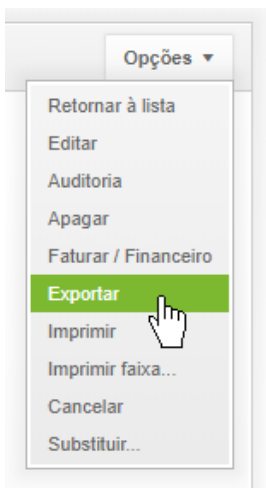 Opções ▼
Retornar à lista
Editar
Auditoria
Apagar
Faturar / Financeiro
Exportar
Imprimir
Imprimir faixa...
Cancelar
Substituir...